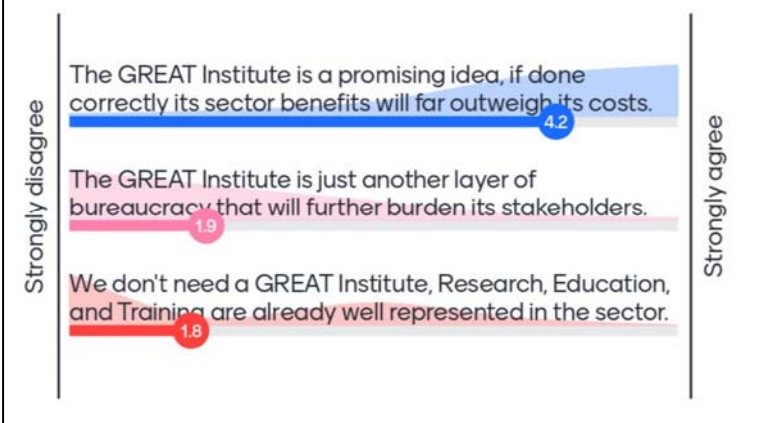 Strongly disagree
The GREAT Institute is a promising idea, if done
correctly its sector benefits will far outweigh its costs.
4.2
The GREAT Institute is just another layer of
bureaucracy that will further burden its stakeholders.
1.9
We don't need a GREAT Institute, Research, Education,
and Training are already well represented in the sector.
1.8
Strongly agree